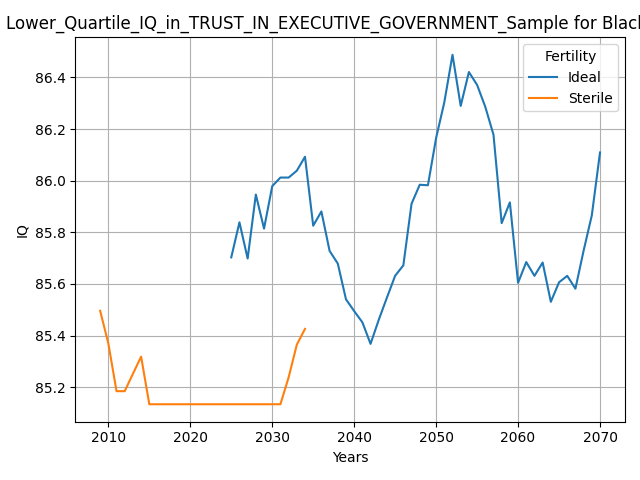 Lower_Quartile_IQ_in_TRUST_IN_EXECUTIVE_GOVERNMENT_Sample for Blac
Fertility
Ideal
Sterile
86.4
86.2
86.0
85.8
85.6
85.4
85.2
IQ
2010 2020 2030 2040 2050 2060 2070
Years